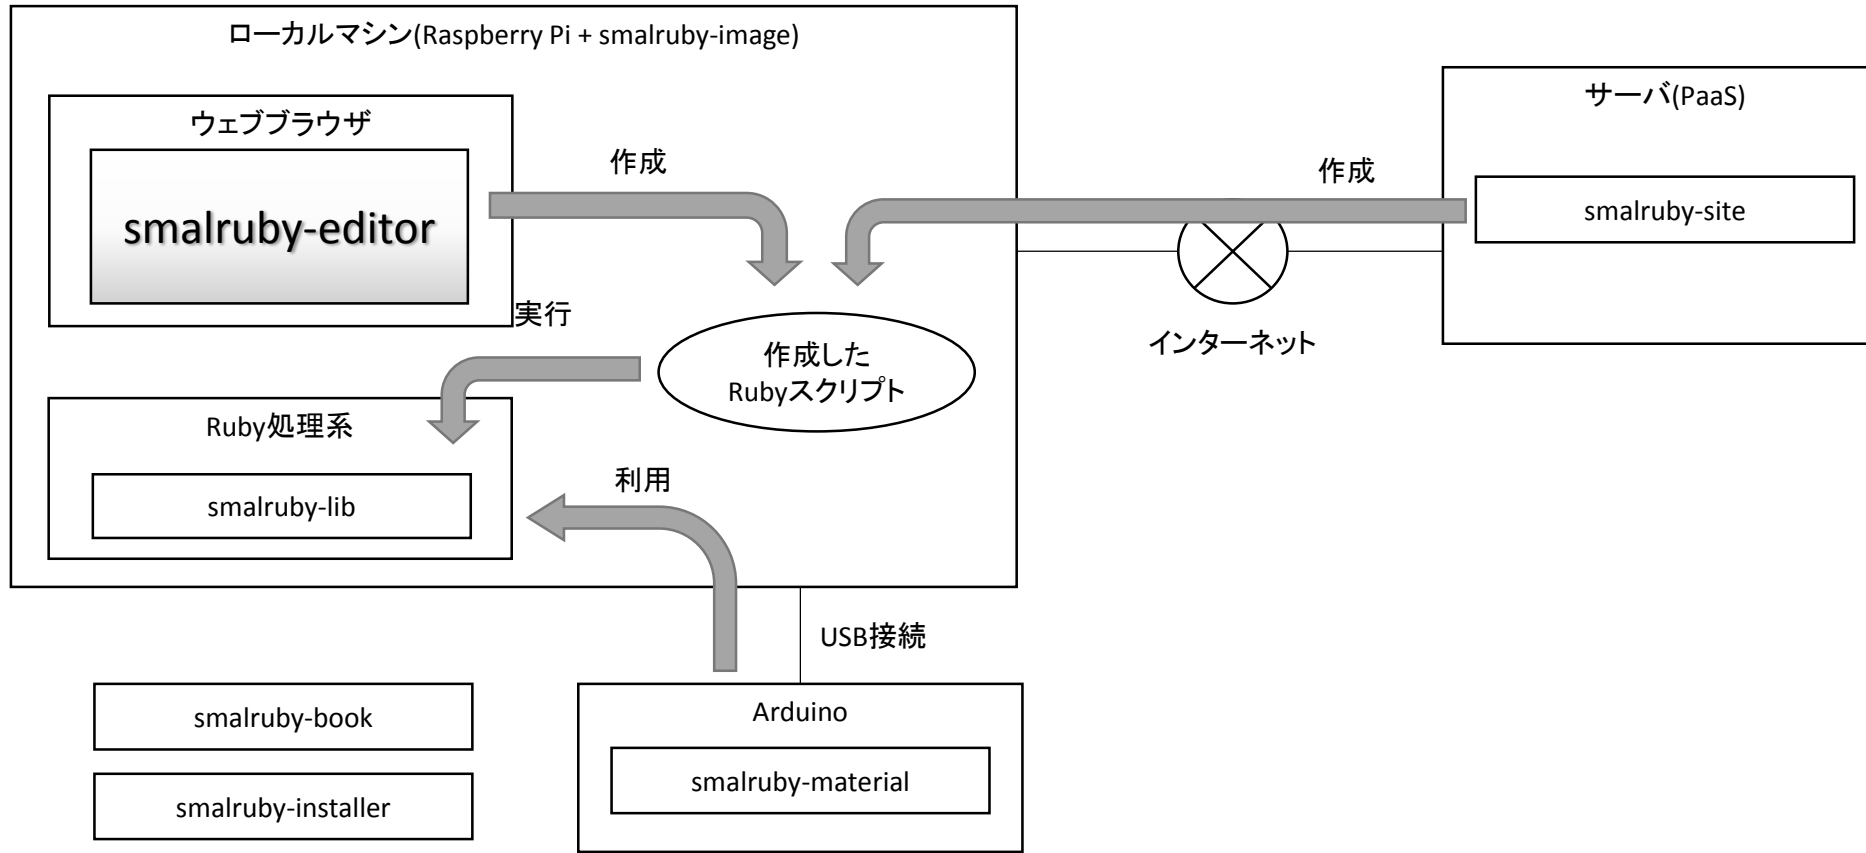 ローカルマシン(Raspberry Pi + smalruby-image)
ウェブブラウザ
smalruby-editor
作成
作成
サーバ(PaaS)
smalruby-site
インターネット
実行
作成した
Rubyスクリプト
Ruby処理系
smalruby-lib
利用
USB接続
Arduino
smalruby-material
smalruby-book
smalruby-installer